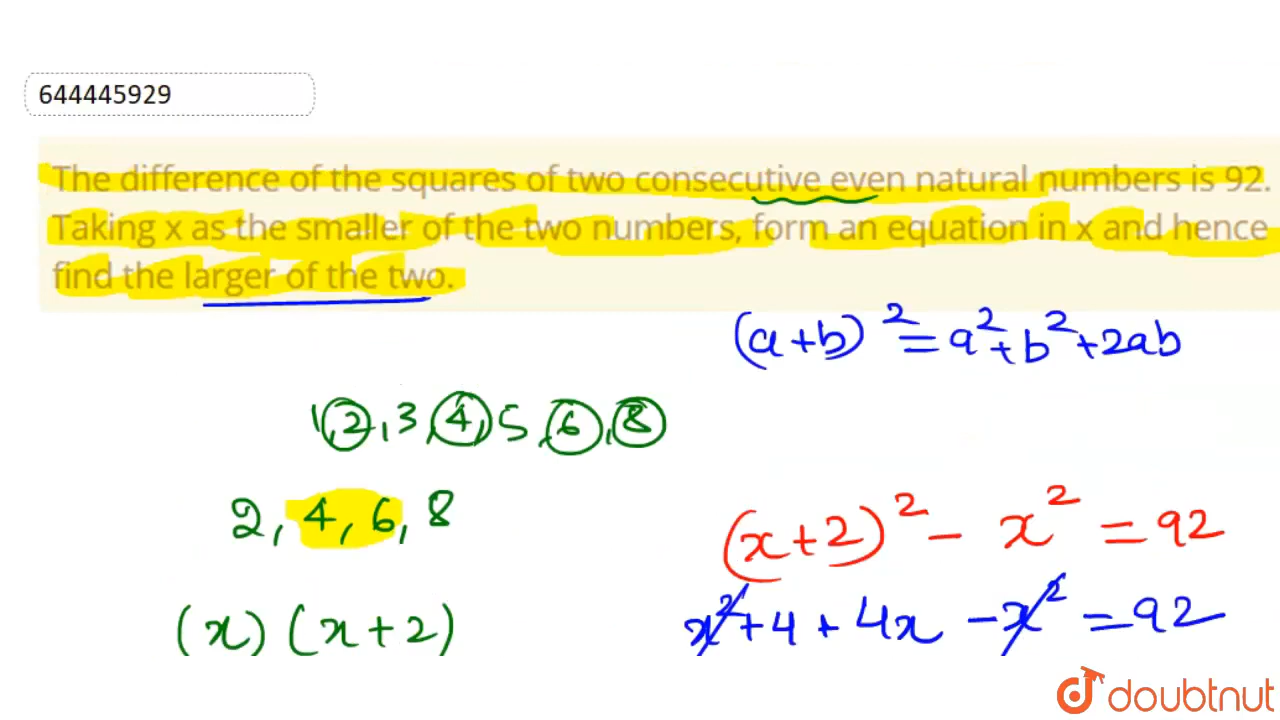 644445929
The difference of the squares of two consecutive even natural numbers is 92.
Taking x as the smaller of the two numbers, form an equation in x and hence
find the larger of the two.
(a+b)² = a²+b²+2ab
1,2,3,4,5,6,8
2, 4, 6, 8
(x+2)² - x² = 92
(x) (x+2)
x²+4+4x-x²=92
doubtnut